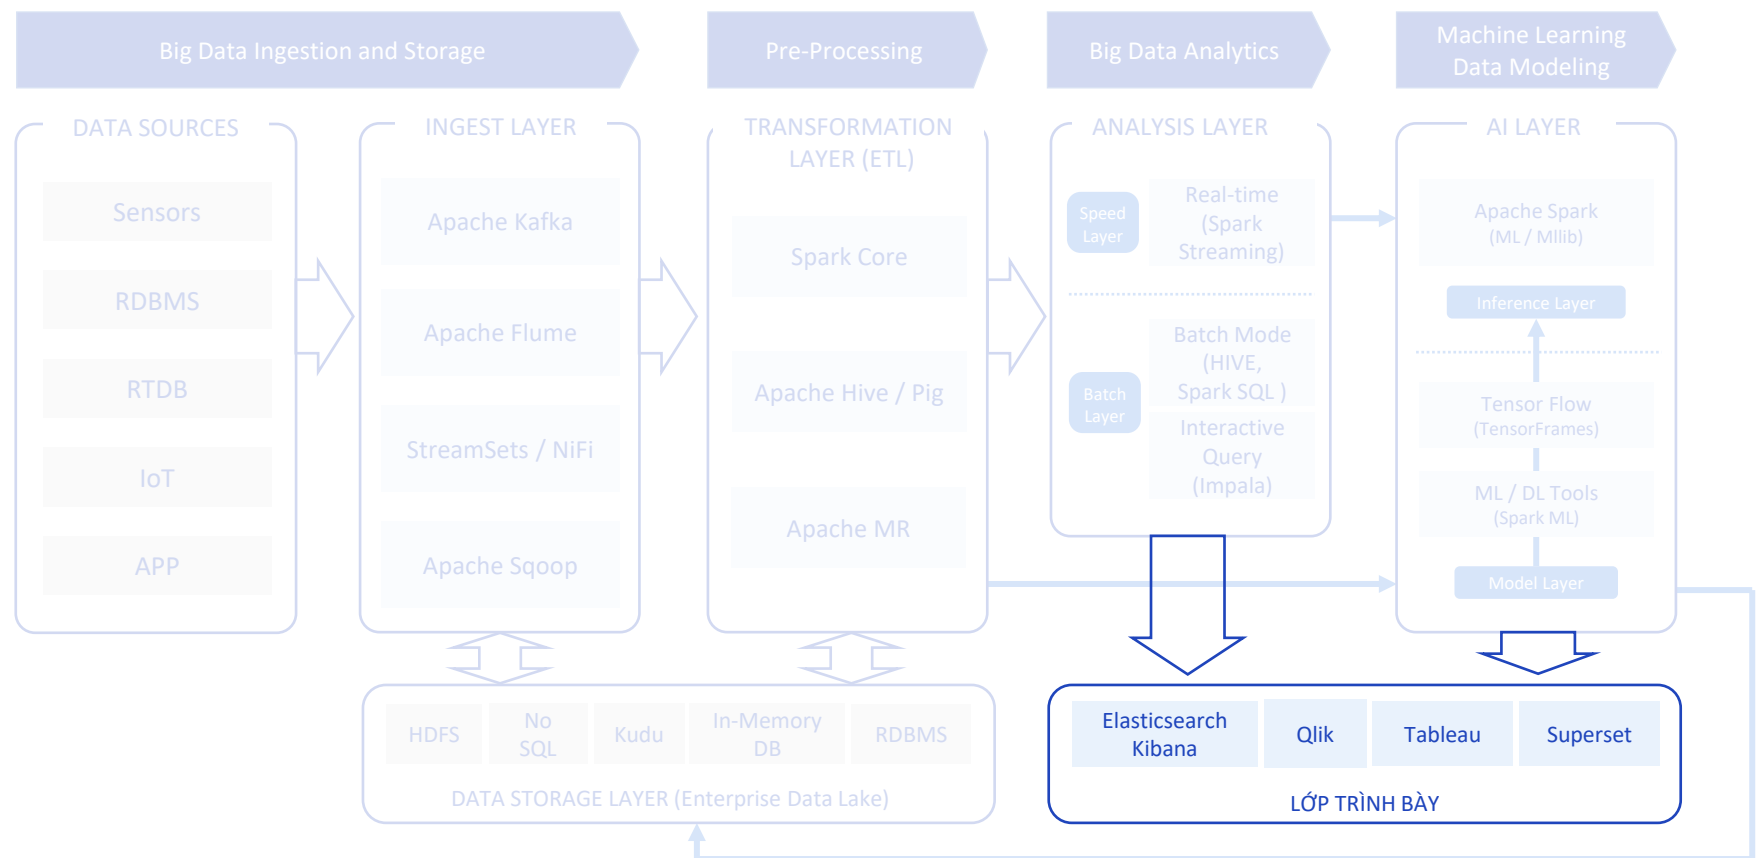 Big Data Ingestion and Storage
Pre-Processing
Big Data Analytics
Machine Learning
Data Modeling
DATA SOURCES
Sensors
RDBMS
RTDB
IoT
APP
INGEST LAYER
Apache Kafka
Apache Flume
StreamSets / NiFi
Apache Sqoop
TRANSFORMATION
LAYER (ETL)
Spark Core
Apache Hive / Pig
Apache MR
ANALYSIS LAYER
Speed
Layer
Real-time
(Spark
Streaming)
Batch
Layer
Batch Mode
(HIVE,
Spark SQL )
Interactive
Query
(Impala)
AI LAYER
Apache Spark
(ML / Mllib)
Inference Layer
Tensor Flow
(TensorFrames)
ML / DL Tools
(Spark ML)
Model Layer
HDFS
No
SQL
Kudu
In-Memory
DB
RDBMS
DATA STORAGE LAYER (Enterprise Data Lake)
Elasticsearch
Kibana
Qlik
Tableau
Superset
LỚP TRÌNH BÀY